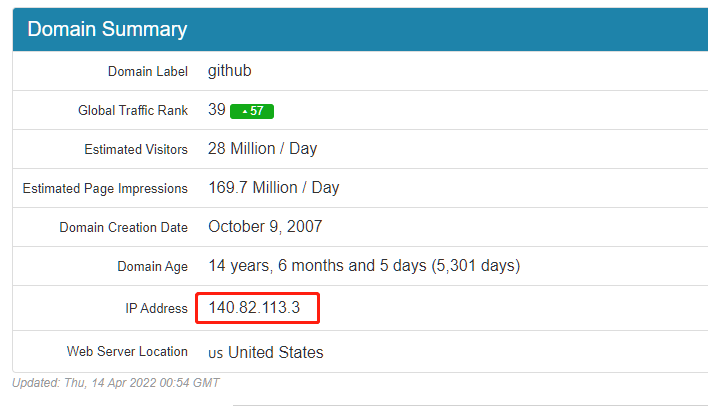 Domain Summary
Domain Label github
Global Traffic Rank 39 ▲57
Estimated Visitors 28 Million / Day
Estimated Page Impressions 169.7 Million / Day
Domain Creation Date October 9, 2007
Domain Age 14 years, 6 months and 5 days (5,301 days)
IP Address 140.82.113.3
Web Server Location US United States
Updated: Thu, 14 Apr 2022 00:54 GMT